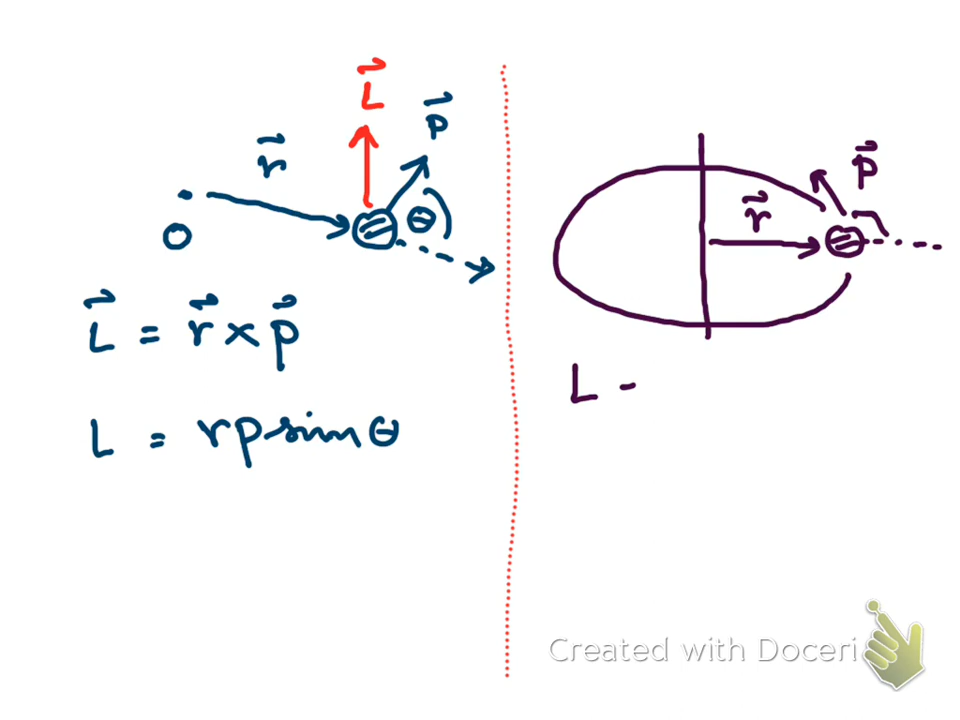 L⃗
p⃗
r⃗
θ
O
L⃗ = r⃗ × p⃗
L = rp sin θ
p⃗
r⃗
L -
Created with Doceri